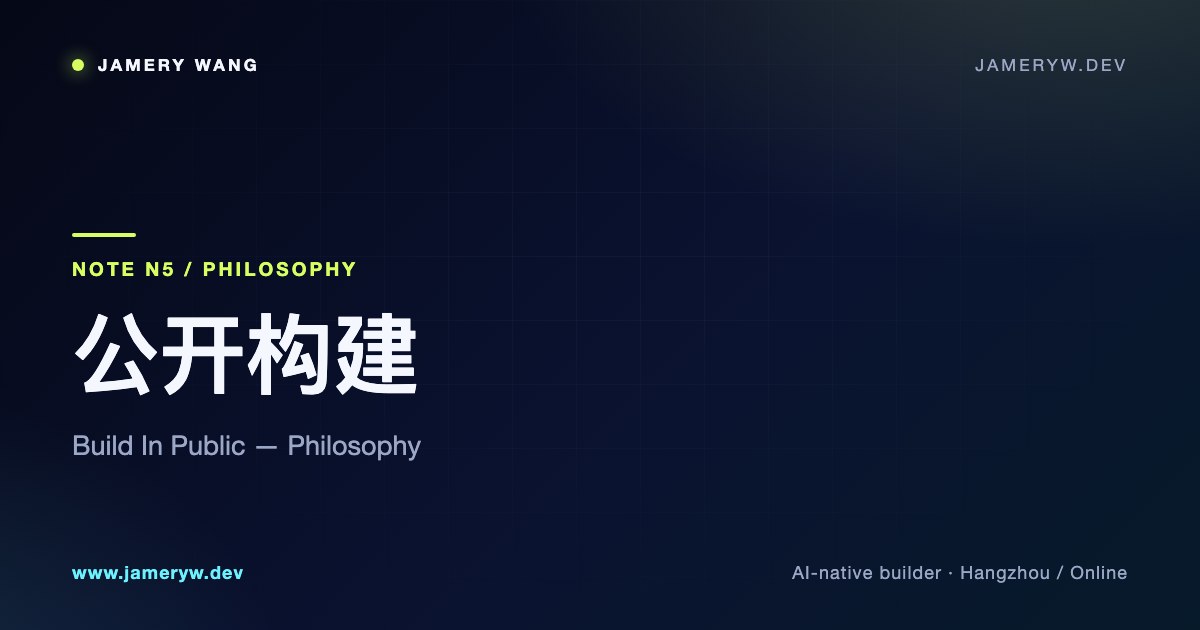 JAMERY WANG
JAMERYW.DEV
NOTE N5 / PHILOSOPHY
公开构建
Build In Public — Philosophy
www.jameryw.dev
AI-native builder · Hangzhou / Online